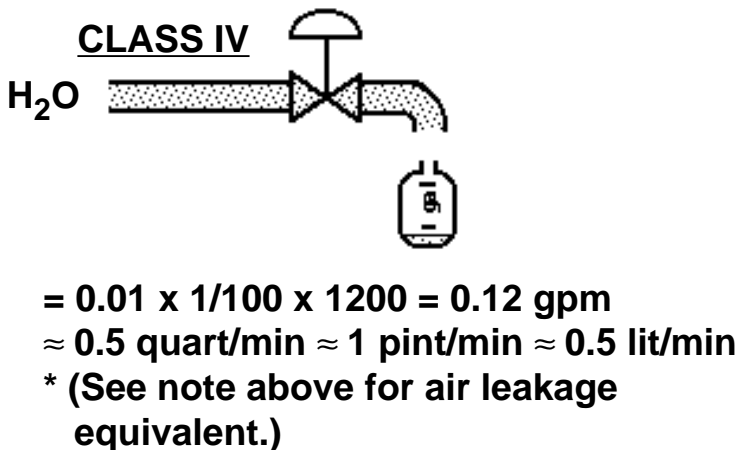 CLASS IV
H₂O
= 0.01 x 1/100 x 1200 = 0.12 gpm
≈ 0.5 quart/min ≈ 1 pint/min ≈ 0.5 lit/min
* (See note above for air leakage
equivalent.)